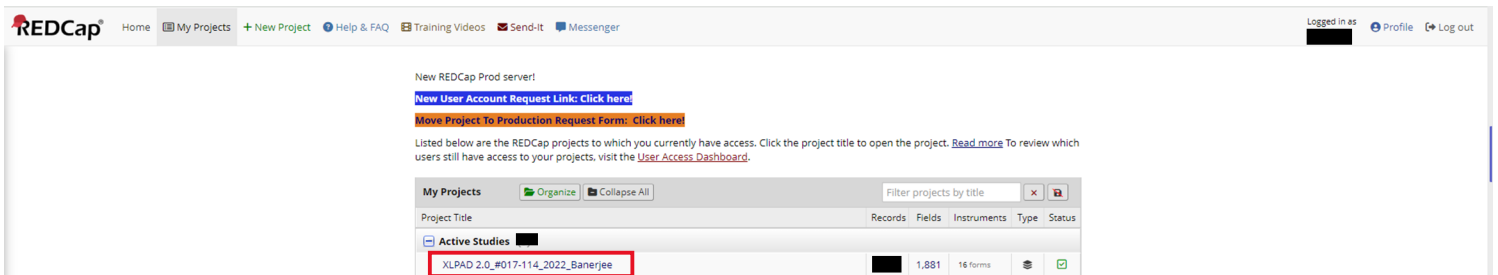 REDCap Home My Projects + New Project Help & FAQ Training Videos Send-It Messenger Logged in as Profile Log out
New REDCap Prod server!
New User Account Request Link: Click here!
Move Project To Production Request Form: Click here!
Listed below are the REDCap projects to which you currently have access. Click the project title to open the project. Read more To review which
users still have access to your projects, visit the User Access Dashboard.
My Projects Organize Collapse All Filter projects by title
Project Title Records Fields Instruments Type Status
Active Studies
XLPAD 2.0_#017-114_2022_Banerjee 1,881 16 forms